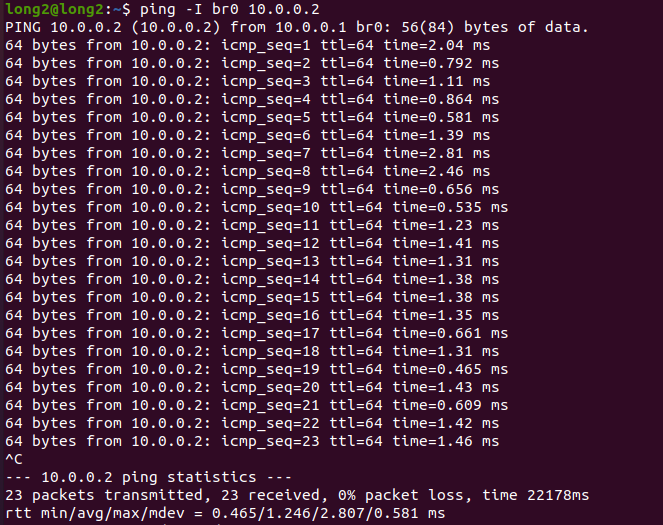 long2@long2:~$ ping -I br0 10.0.0.2
PING 10.0.0.2 (10.0.0.2) from 10.0.0.1 br0: 56(84) bytes of data.
64 bytes from 10.0.0.2: icmp_seq=1 ttl=64 time=2.04 ms
64 bytes from 10.0.0.2: icmp_seq=2 ttl=64 time=0.792 ms
64 bytes from 10.0.0.2: icmp_seq=3 ttl=64 time=1.11 ms
64 bytes from 10.0.0.2: icmp_seq=4 ttl=64 time=0.864 ms
64 bytes from 10.0.0.2: icmp_seq=5 ttl=64 time=0.581 ms
64 bytes from 10.0.0.2: icmp_seq=6 ttl=64 time=1.39 ms
64 bytes from 10.0.0.2: icmp_seq=7 ttl=64 time=2.81 ms
64 bytes from 10.0.0.2: icmp_seq=8 ttl=64 time=2.46 ms
64 bytes from 10.0.0.2: icmp_seq=9 ttl=64 time=0.656 ms
64 bytes from 10.0.0.2: icmp_seq=10 ttl=64 time=0.535 ms
64 bytes from 10.0.0.2: icmp_seq=11 ttl=64 time=1.23 ms
64 bytes from 10.0.0.2: icmp_seq=12 ttl=64 time=1.41 ms
64 bytes from 10.0.0.2: icmp_seq=13 ttl=64 time=1.31 ms
64 bytes from 10.0.0.2: icmp_seq=14 ttl=64 time=1.38 ms
64 bytes from 10.0.0.2: icmp_seq=15 ttl=64 time=1.38 ms
64 bytes from 10.0.0.2: icmp_seq=16 ttl=64 time=1.35 ms
64 bytes from 10.0.0.2: icmp_seq=17 ttl=64 time=0.661 ms
64 bytes from 10.0.0.2: icmp_seq=18 ttl=64 time=1.31 ms
64 bytes from 10.0.0.2: icmp_seq=19 ttl=64 time=0.465 ms
64 bytes from 10.0.0.2: icmp_seq=20 ttl=64 time=1.43 ms
64 bytes from 10.0.0.2: icmp_seq=21 ttl=64 time=0.609 ms
64 bytes from 10.0.0.2: icmp_seq=22 ttl=64 time=1.42 ms
64 bytes from 10.0.0.2: icmp_seq=23 ttl=64 time=1.46 ms
^C
--- 10.0.0.2 ping statistics ---
23 packets transmitted, 23 received, 0% packet loss, time 22178ms
rtt min/avg/max/mdev = 0.465/1.246/2.807/0.581 ms